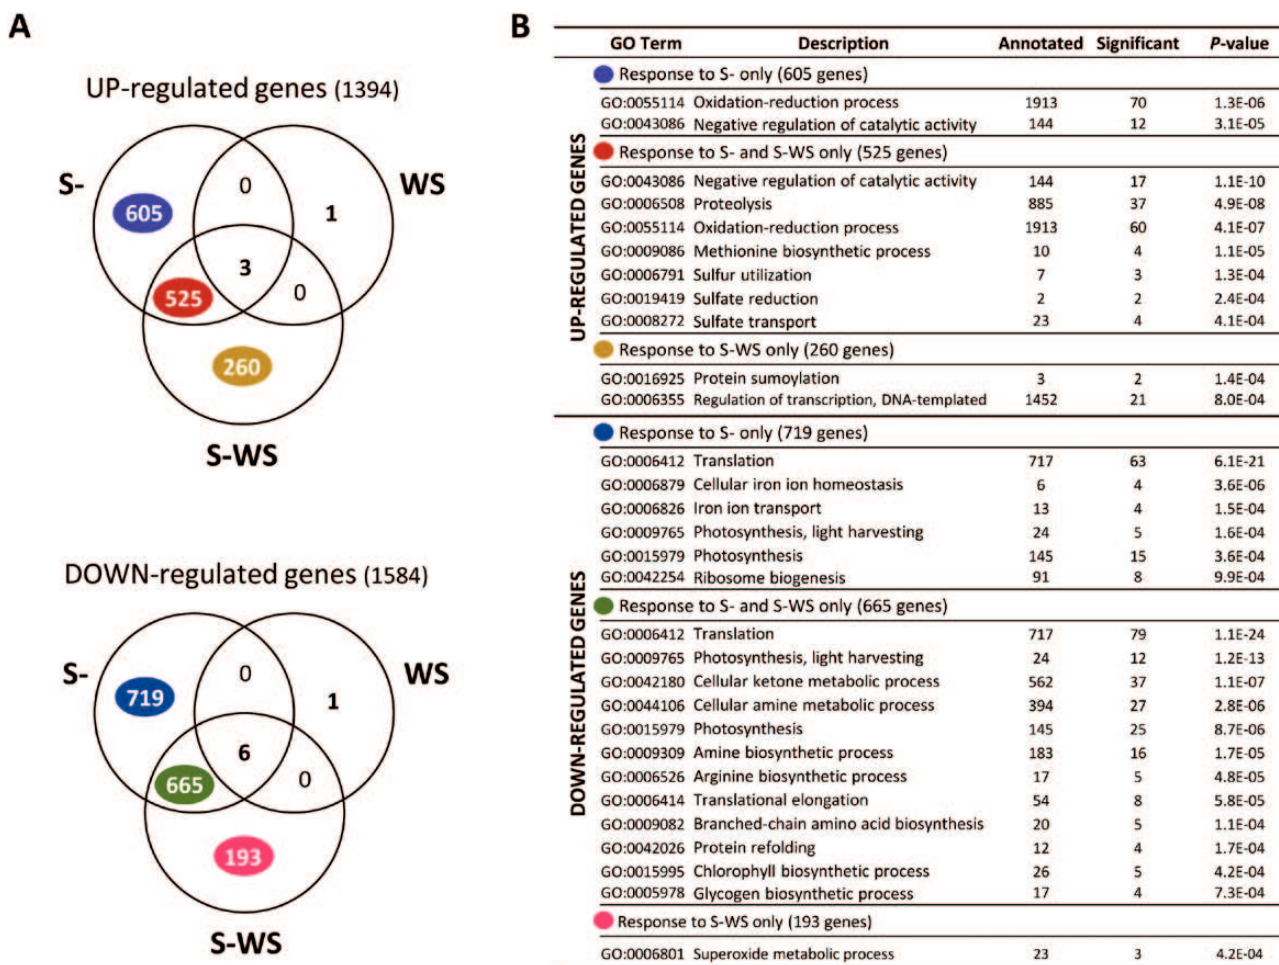 A
UP-regulated genes (1394)
S-
WS
605
0
1
3
525
0
260
S-WS
DOWN-regulated genes (1584)
S-
WS
719
0
1
6
665
0
193
S-WS
B
GO Term Description Annotated Significant P-value
UP-REGULATED GENES
Response to S- only (605 genes)
GO:0055114 Oxidation-reduction process 1913 70 1.3E-06
GO:0043086 Negative regulation of catalytic activity 144 12 3.1E-05
Response to S- and S-WS only (525 genes)
GO:0043086 Negative regulation of catalytic activity 144 17 1.1E-10
GO:0006508 Proteolysis 885 37 4.9E-08
GO:0055114 Oxidation-reduction process 1913 60 4.1E-07
GO:0009086 Methionine biosynthetic process 10 4 1.1E-05
GO:0006791 Sulfur utilization 7 3 1.3E-04
GO:0019419 Sulfate reduction 2 2 2.4E-04
GO:0008272 Sulfate transport 23 4 4.1E-04
Response to S-WS only (260 genes)
GO:0016925 Protein sumoylation 3 2 1.4E-04
GO:0006355 Regulation of transcription, DNA-templated 1452 21 8.0E-04
DOWN-REGULATED GENES
Response to S- only (719 genes)
GO:0006412 Translation 717 63 6.1E-21
GO:0006879 Cellular iron ion homeostasis 6 4 3.6E-06
GO:0006826 Iron ion transport 13 4 1.5E-04
GO:0009765 Photosynthesis, light harvesting 24 5 1.6E-04
GO:0015979 Photosynthesis 145 15 3.6E-04
GO:0042254 Ribosome biogenesis 91 8 9.9E-04
Response to S- and S-WS only (665 genes)
GO:0006412 Translation 717 79 1.1E-24
GO:0009765 Photosynthesis, light harvesting 24 12 1.2E-13
GO:0042180 Cellular ketone metabolic process 562 37 1.1E-07
GO:0044106 Cellular amine metabolic process 394 27 2.8E-06
GO:0015979 Photosynthesis 145 25 8.7E-06
GO:0009309 Amine biosynthetic process 183 16 1.7E-05
GO:0006526 Arginine biosynthetic process 17 5 4.8E-05
GO:0006414 Translational elongation 54 8 5.8E-05
GO:0009082 Branched-chain amino acid biosynthesis 20 5 1.1E-04
GO:0042026 Protein refolding 12 4 1.7E-04
GO:0015995 Chlorophyll biosynthetic process 26 5 4.2E-04
GO:0005978 Glycogen biosynthetic process 17 4 7.3E-04
Response to S-WS only (193 genes)
GO:0006801 Superoxide metabolic process 23 3 4.2E-04